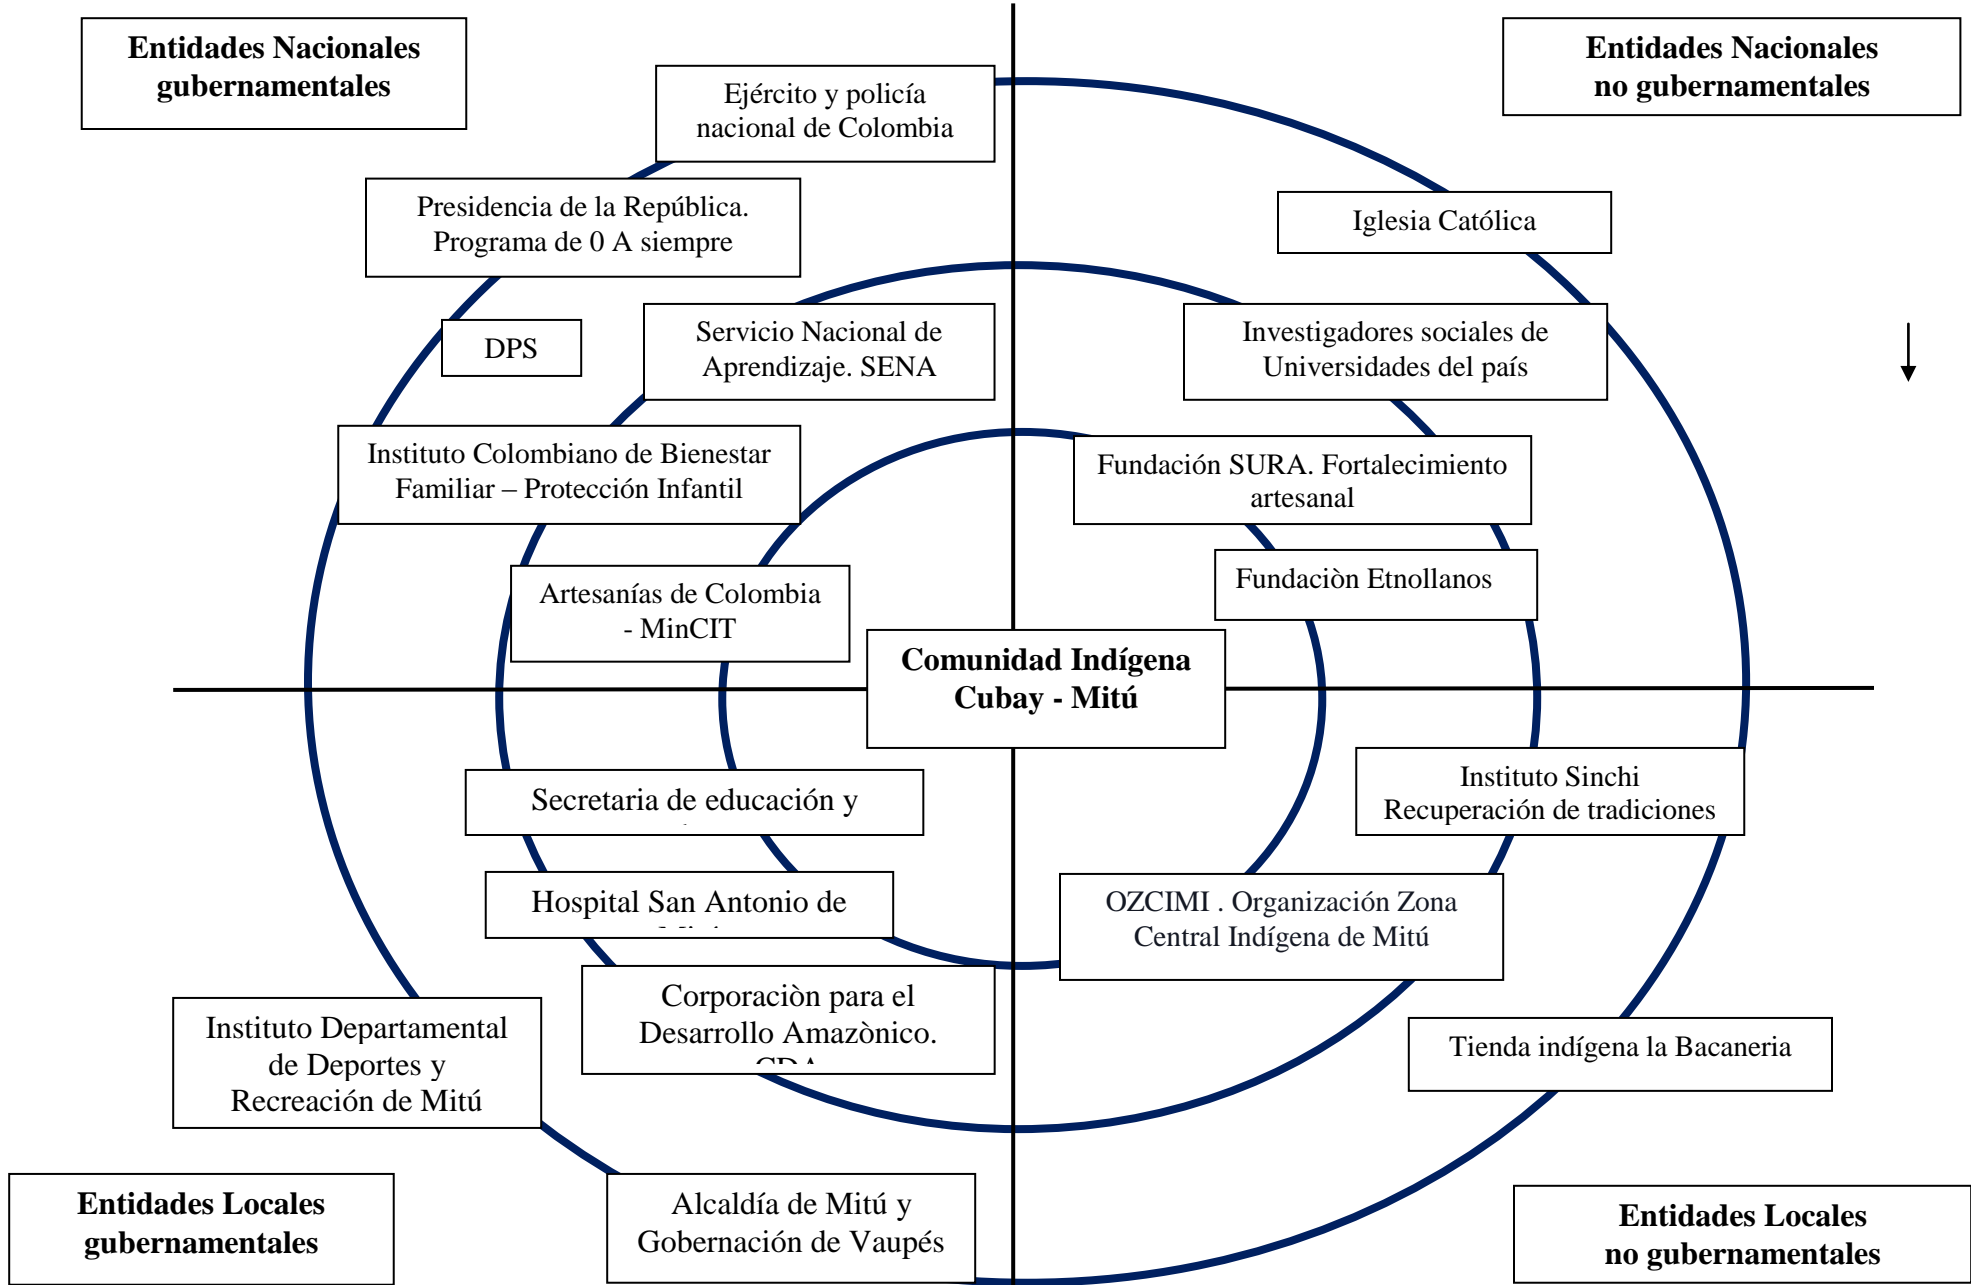 Entidades Nacionales
gubernamentales
Entidades Nacionales
no gubernamentales
Ejército y policía
nacional de Colombia
Presidencia de la República.
Programa de 0 A siempre
Iglesia Católica
DPS
Servicio Nacional de
Aprendizaje. SENA
Investigadores sociales de
Universidades del país
Instituto Colombiano de Bienestar
Familiar – Protección Infantil
Fundación SURA. Fortalecimiento
artesanal
Artesanías de Colombia
- MinCIT
Fundaciòn Etnollanos
Comunidad Indígena
Cubay - Mitú
Secretaria de educación y
Instituto Sinchi
Recuperación de tradiciones
Hospital San Antonio de
OZCIMI . Organización Zona
Central Indígena de Mitú
Corporaciòn para el
Desarrollo Amazònico.
CDA
Instituto Departamental
de Deportes y
Recreación de Mitú
Tienda indígena la Bacaneria
Entidades Locales
gubernamentales
Alcaldía de Mitú y
Gobernación de Vaupés
Entidades Locales
no gubernamentales